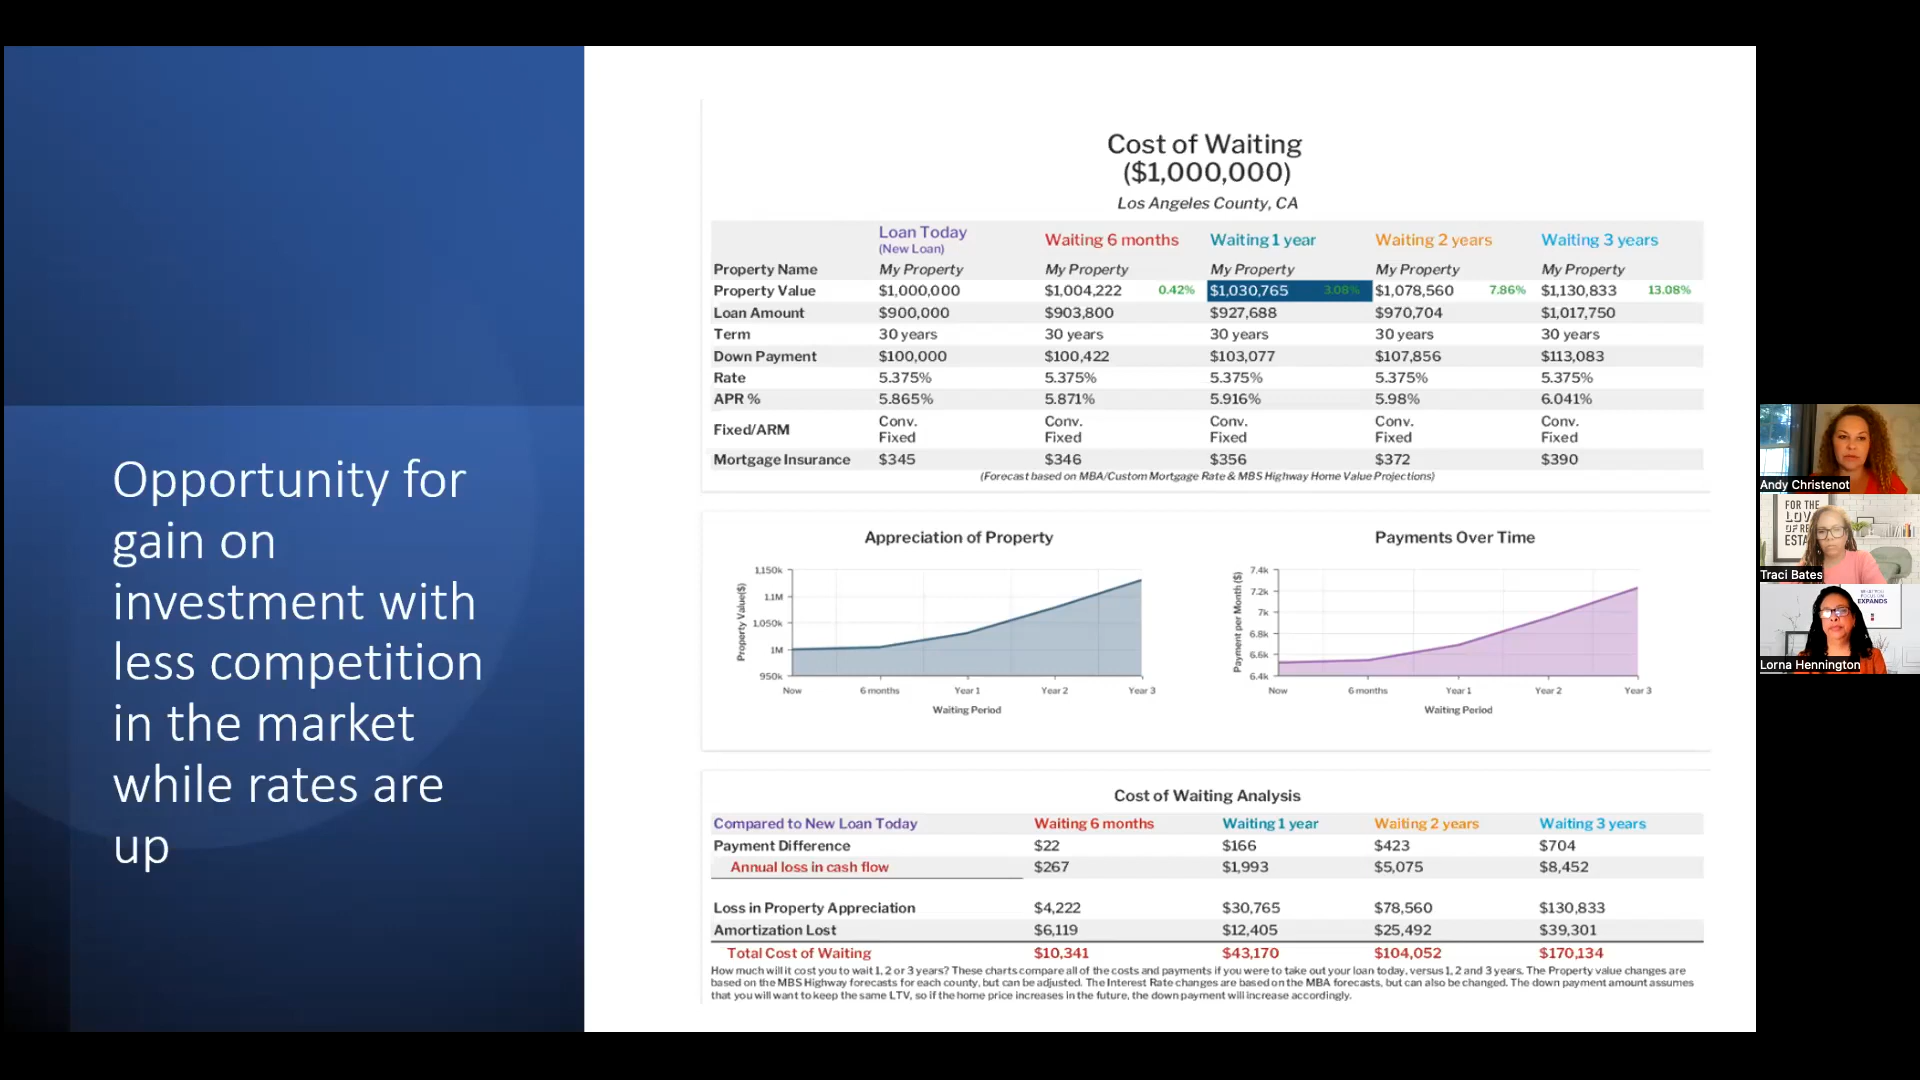 Opportunity for
gain on
investment with
less competition
in the market
while rates are
up
Cost of Waiting
($1,000,000)
Los Angeles County, CA
Loan Today (New Loan) Waiting 6 months Waiting 1 year Waiting 2 years Waiting 3 years
Property Name My Property My Property My Property My Property My Property
Property Value $1,000,000 $1,004,222 0.42% $1,030,765 3.08% $1,078,560 7.86% $1,130,833 13.08%
Loan Amount $900,000 $903,800 $927,688 $970,704 $1,017,750
Term 30 years 30 years 30 years 30 years 30 years
Down Payment $100,000 $100,422 $103,077 $107,856 $113,083
Rate 5.375% 5.375% 5.375% 5.375% 5.375%
APR % 5.865% 5.871% 5.916% 5.98% 6.041%
Fixed/ARM Conv. Fixed Conv. Fixed Conv. Fixed Conv. Fixed Conv. Fixed
Mortgage Insurance $345 $346 $356 $372 $390
(Forecast based on MBA/Custom Mortgage Rate & MBS Highway Home Value Projections)
Appreciation of Property
Property Value($)
1,150k
1.1M
1,050k
1M
950k
Now 6 months Year 1 Year 2 Year 3
Waiting Period
Payments Over Time
Payment per Month ($)
7.4k
7.2k
7k
6.8k
6.6k
6.4k
Now 6 months Year 1 Year 2 Year 3
Waiting Period
Cost of Waiting Analysis
Compared to New Loan Today Waiting 6 months Waiting 1 year Waiting 2 years Waiting 3 years
Payment Difference $22 $166 $423 $704
Annual loss in cash flow $267 $1,993 $5,075 $8,452
Loss in Property Appreciation $4,222 $30,765 $78,560 $130,833
Amortization Lost $6,119 $12,405 $25,492 $39,301
Total Cost of Waiting $10,341 $43,170 $104,052 $170,134
How much will it cost you to wait 1, 2 or 3 years? These charts compare all of the costs and payments if you were to take out your loan today, versus 1, 2 and 3 years. The Property value changes are
based on the MBS Highway forecasts for each county, but can be adjusted. The Interest Rate changes are based on the MBA forecasts, but can also be changed. The down payment amount assumes
that you will want to keep the same LTV, so if the home price increases in the future, the down payment will increase accordingly.
Andy Christenot
FOR THE
LOV
OF RE
ESTA
Traci Bates
EXPANDS
Lorna Hennington